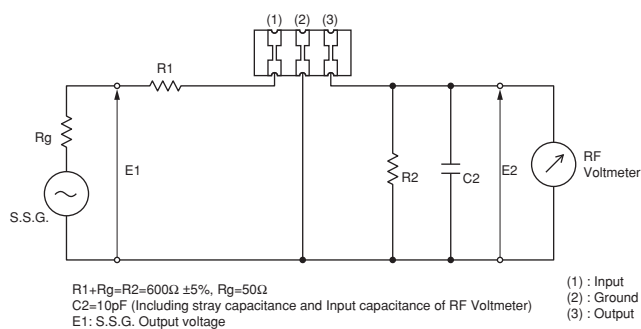 (1) (2) (3)
R1
Rg
E1
R2
C2
E2
RF
Voltmeter
S.S.G.
R1+Rg=R2=600Ω ±5%, Rg=50Ω
C2=10pF (Including stray capacitance and Input capacitance of RF Voltmeter)
E1: S.S.G. Output voltage
(1) : Input
(2) : Ground
(3) : Output